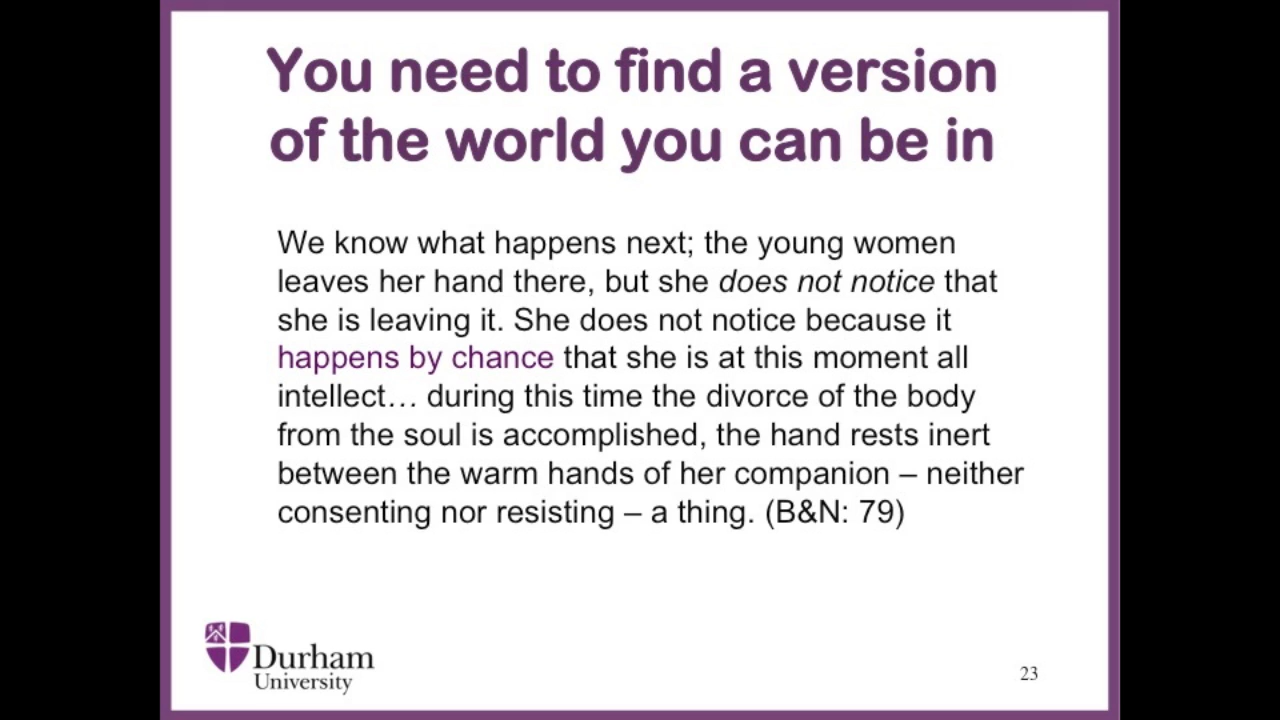 You need to find a version
of the world you can be in
We know what happens next; the young women
leaves her hand there, but she does not notice that
she is leaving it. She does not notice because it
happens by chance that she is at this moment all
intellect… during this time the divorce of the body
from the soul is accomplished, the hand rests inert
between the warm hands of her companion – neither
consenting nor resisting – a thing. (B&N: 79)
Durham
University
23